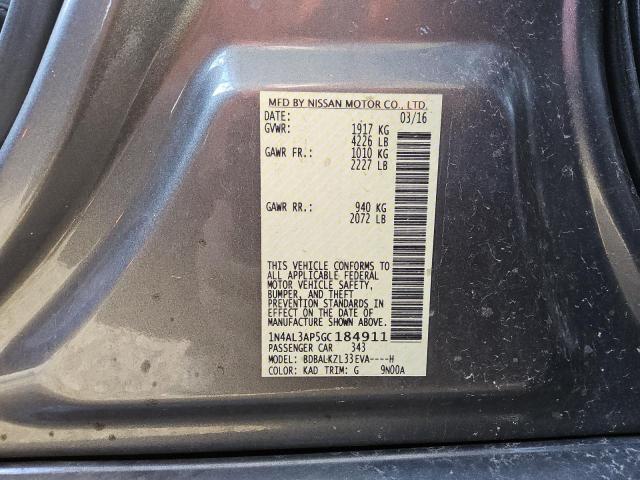 MFD BY NISSAN MOTOR CO., LTD.
DATE: 03/16
GVWR: 1917 KG
4226 LB
GAWR FR.: 1010 KG
2227 LB
GAWR RR.: 940 KG
2072 LB
THIS VEHICLE CONFORMS TO
ALL APPLICABLE FEDERAL
MOTOR VEHICLE SAFETY,
BUMPER, AND THEFT
PREVENTION STANDARDS IN
EFFECT ON THE DATE OF
MANUFACTURE SHOWN ABOVE.
1N4AL3AP5GC184911
PASSENGER CAR 343
MODEL: BDBALKZL33EVA----H
COLOR: KAD TRIM: G 9N00A